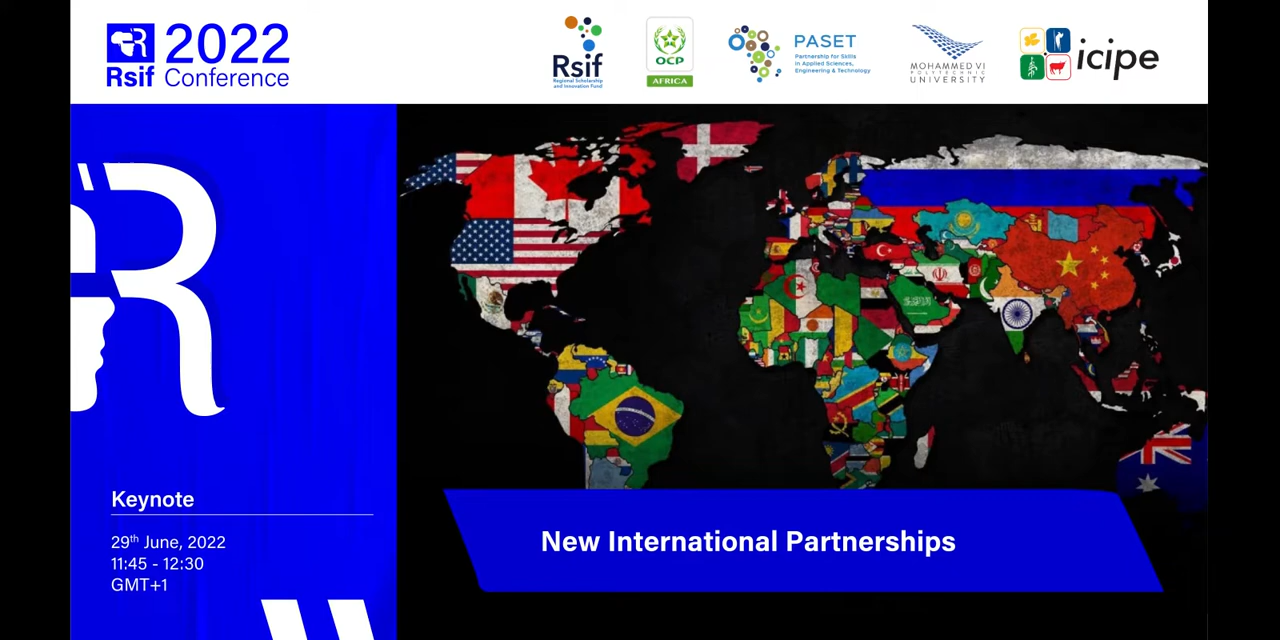 2022
Rsif Conference
Rsif
Regional Scholarship
and Innovation Fund
OCP
AFRICA
PASET
Partnership for Skills
in Applied Sciences,
Engineering & Technology
MOHAMMED VI
POLYTECHNIC
UNIVERSITY
icipe
Keynote
29th June, 2022
11:45 - 12:30
GMT+1
New International Partnerships